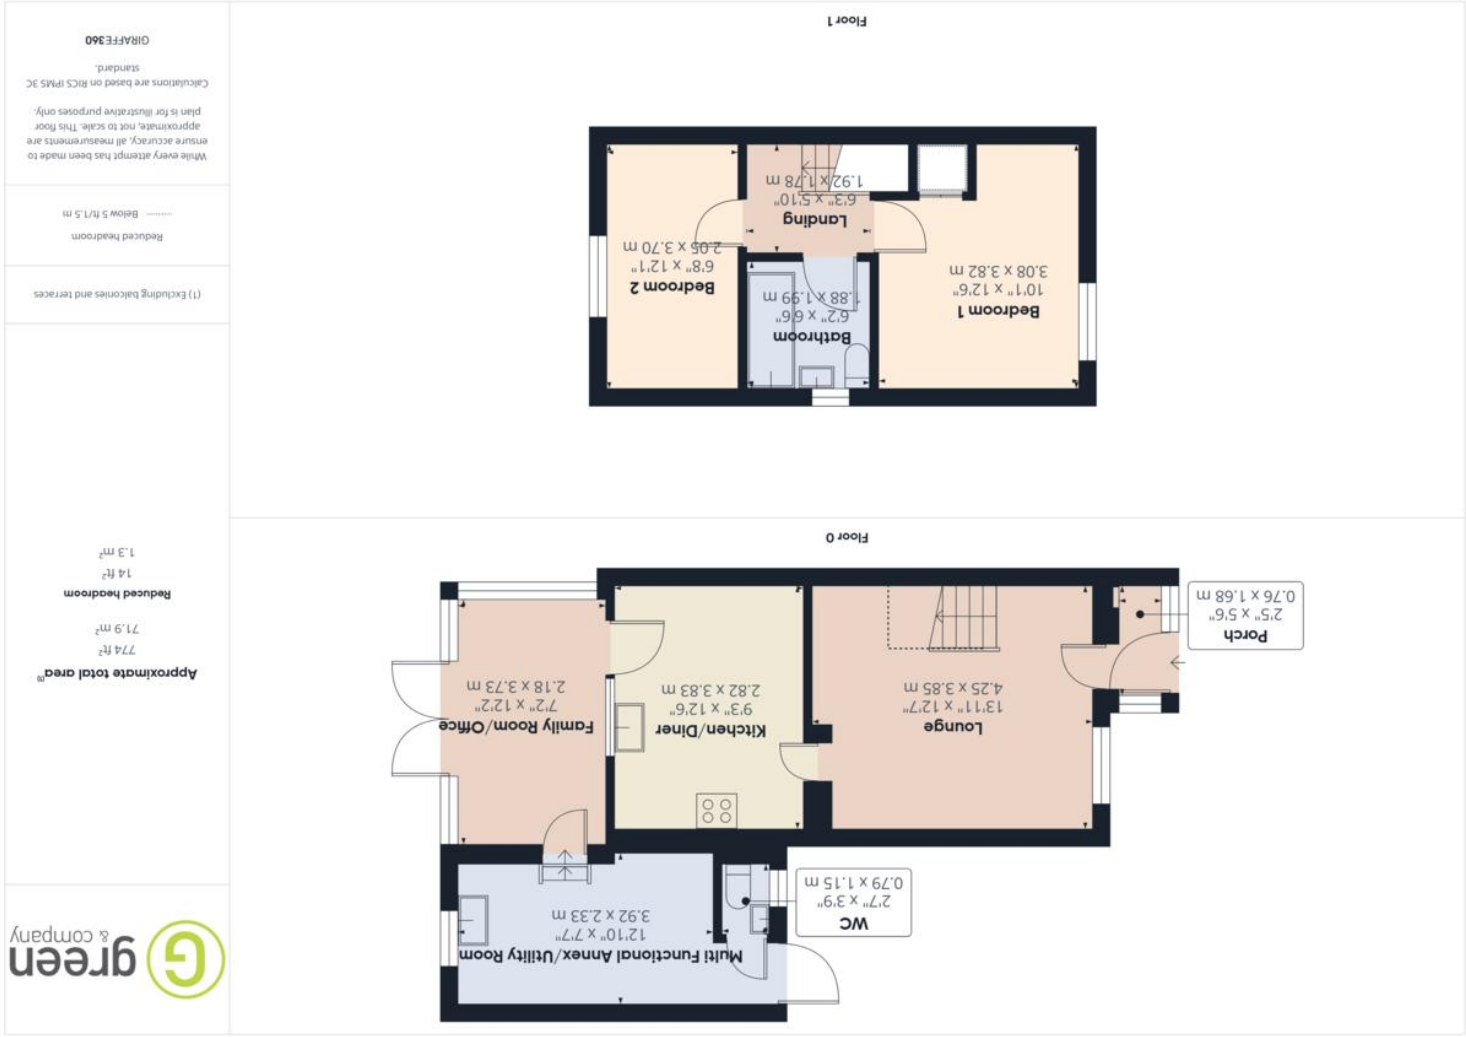 green
& company
Multi Functional Annex/Utility Room
12'10" x 7'7"
3.92 x 2.33 m
WC
2'7" x 3'9"
0.79 x 1.15 m
Lounge
13'11" x 12'7"
4.25 x 3.85 m
Kitchen/Diner
9'3" x 12'6"
2.82 x 3.83 m
Family Room/Office
7'2" x 12'2"
2.18 x 3.73 m
Porch
2'5" x 5'6"
0.76 x 1.68 m
Floor 0
Approximate total area⁽¹⁾
774 ft²
71.9 m²
Reduced headroom
14 ft²
1.3 m²
Bedroom 1
10'1" x 12'6"
3.08 x 3.82 m
Bathroom
6'2" x 6'6"
1.88 x 1.99 m
Bedroom 2
6'8" x 12'1"
2.05 x 3.70 m
Landing
6'3" x 5'10"
1.92 x 1.78 m
Floor 1
(1) Excluding balconies and terraces
Reduced headroom
Below 5 ft/1.5 m
While every attempt has been made to
ensure accuracy, all measurements are
approximate, not to scale. This floor
plan is for illustrative purposes only.
Calculations are based on RICS IPMS 3C
standard.
GIRAFFE360